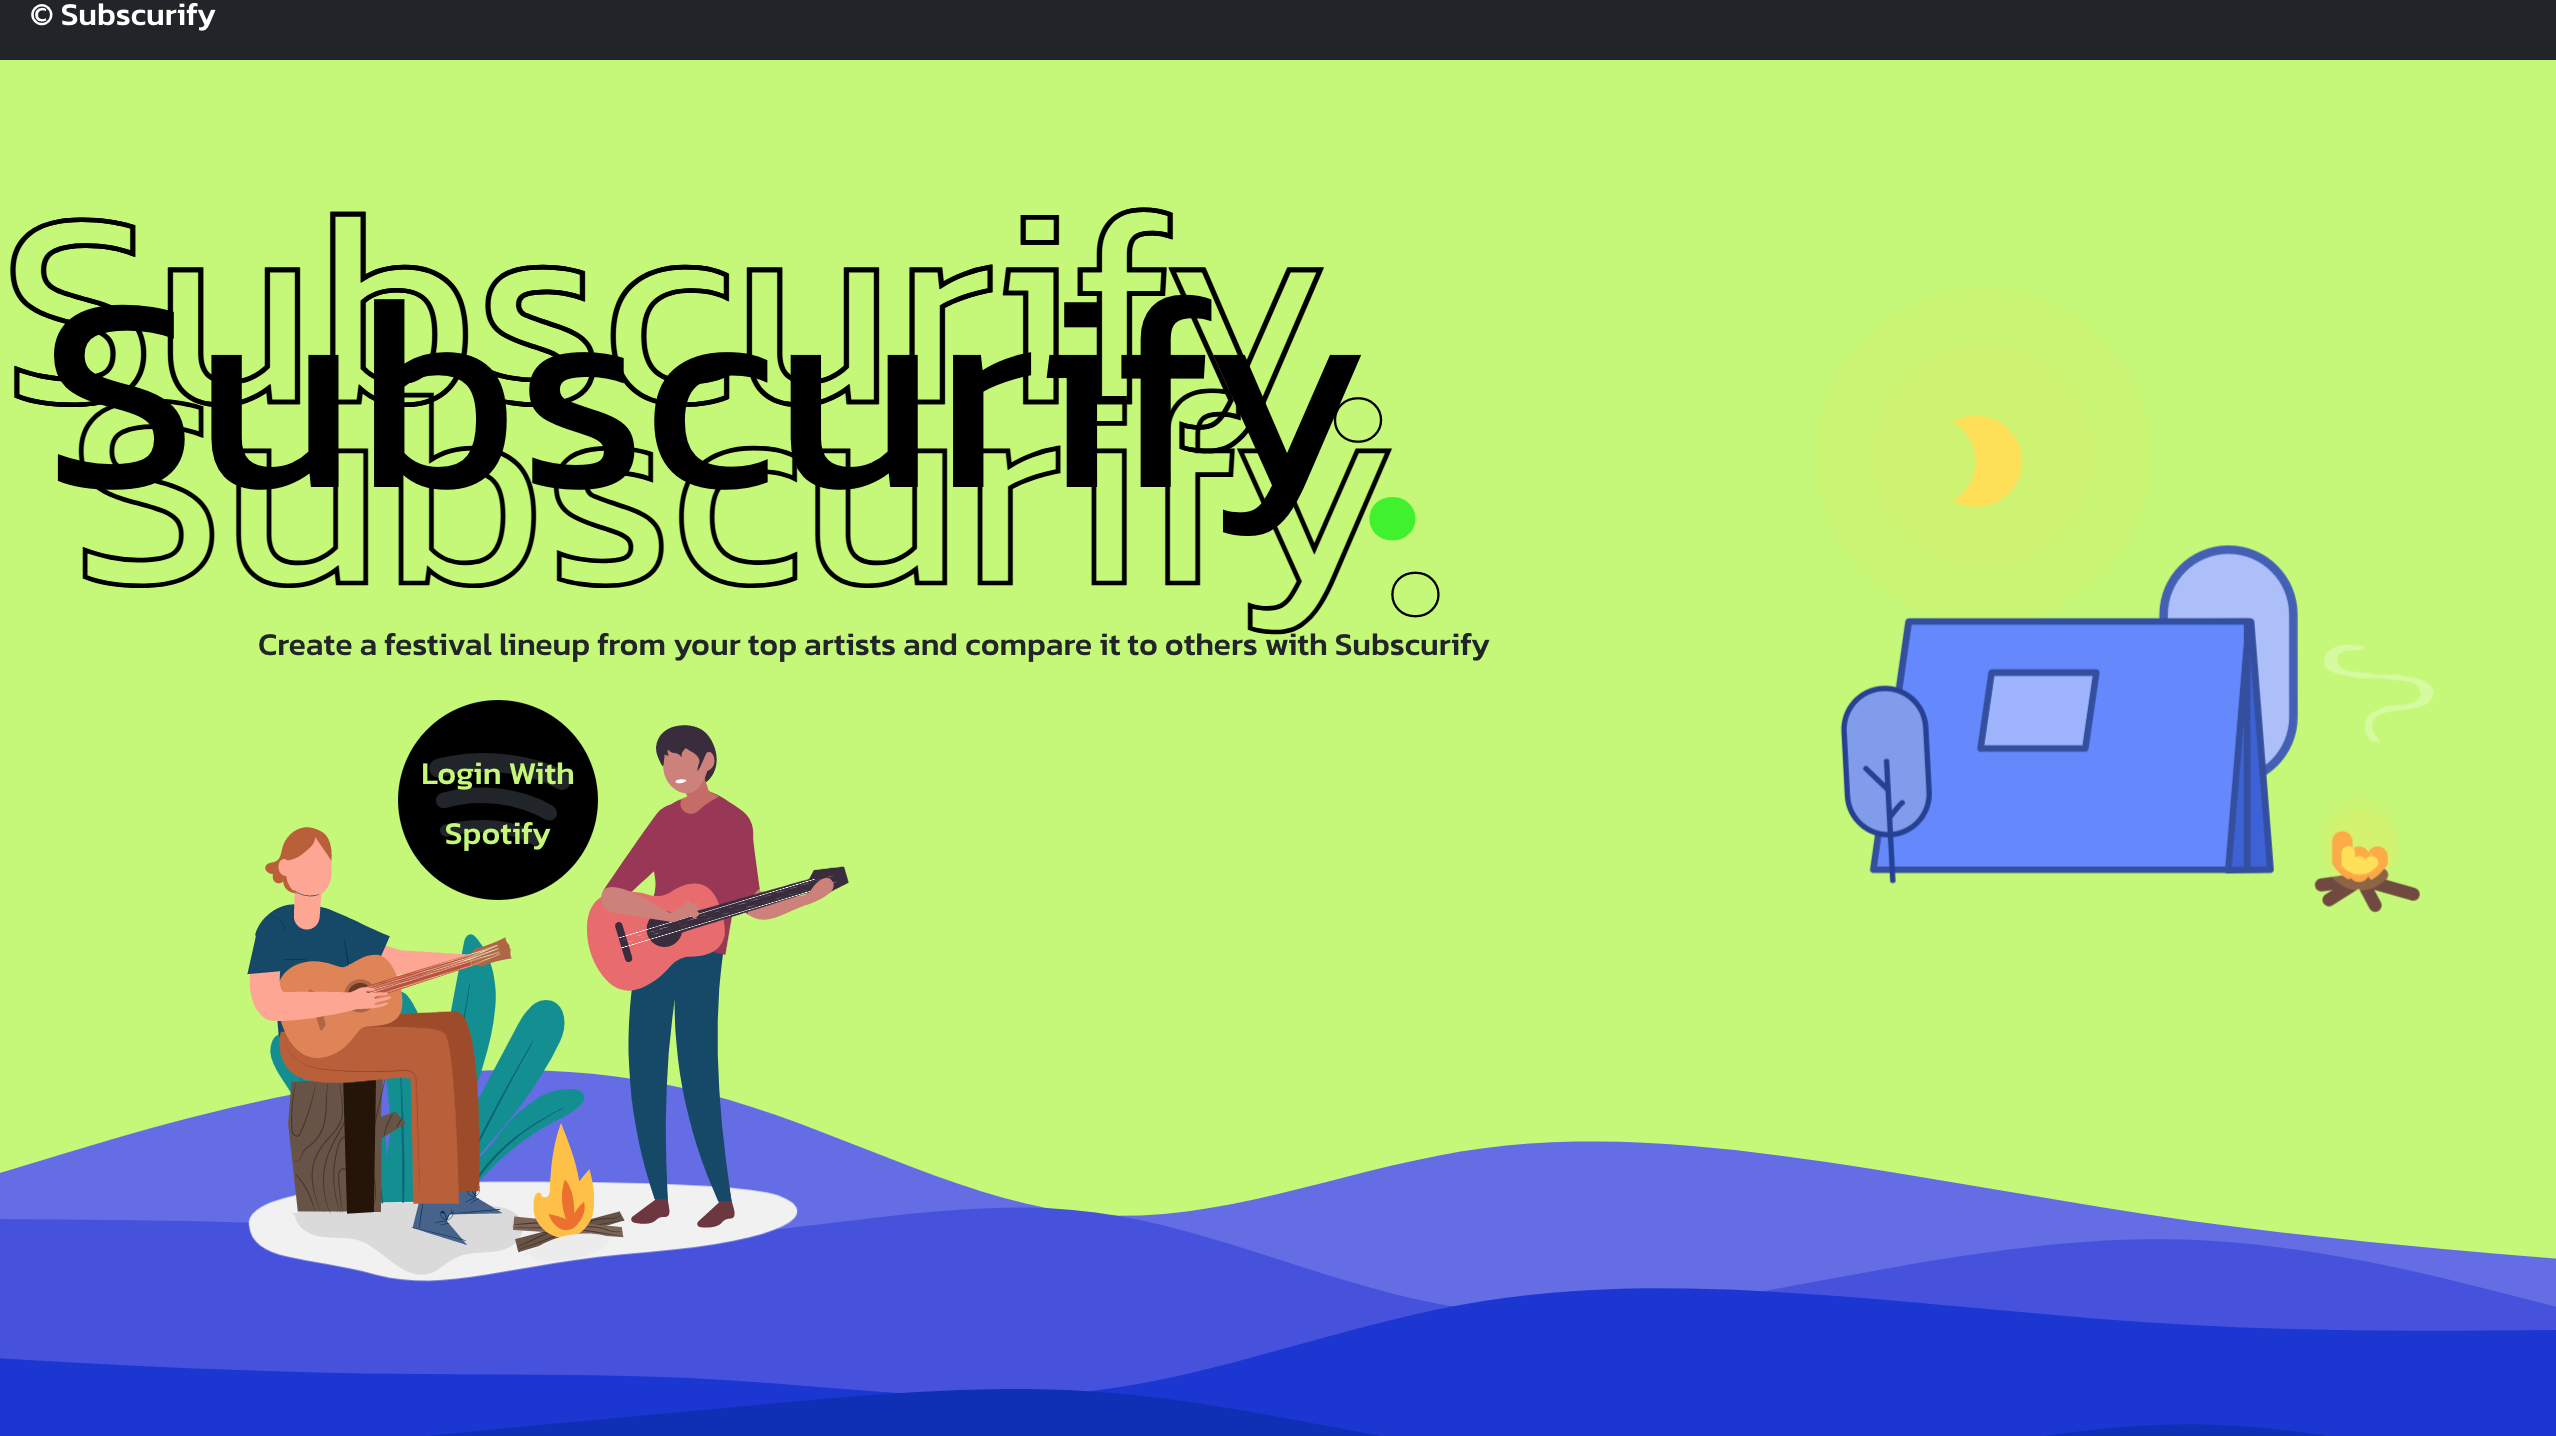 © Subscurify
Subscurify
Subscurify.
Subscurify
Create a festival lineup from your top artists and compare it to others with Subscurify
Login With
Spotify